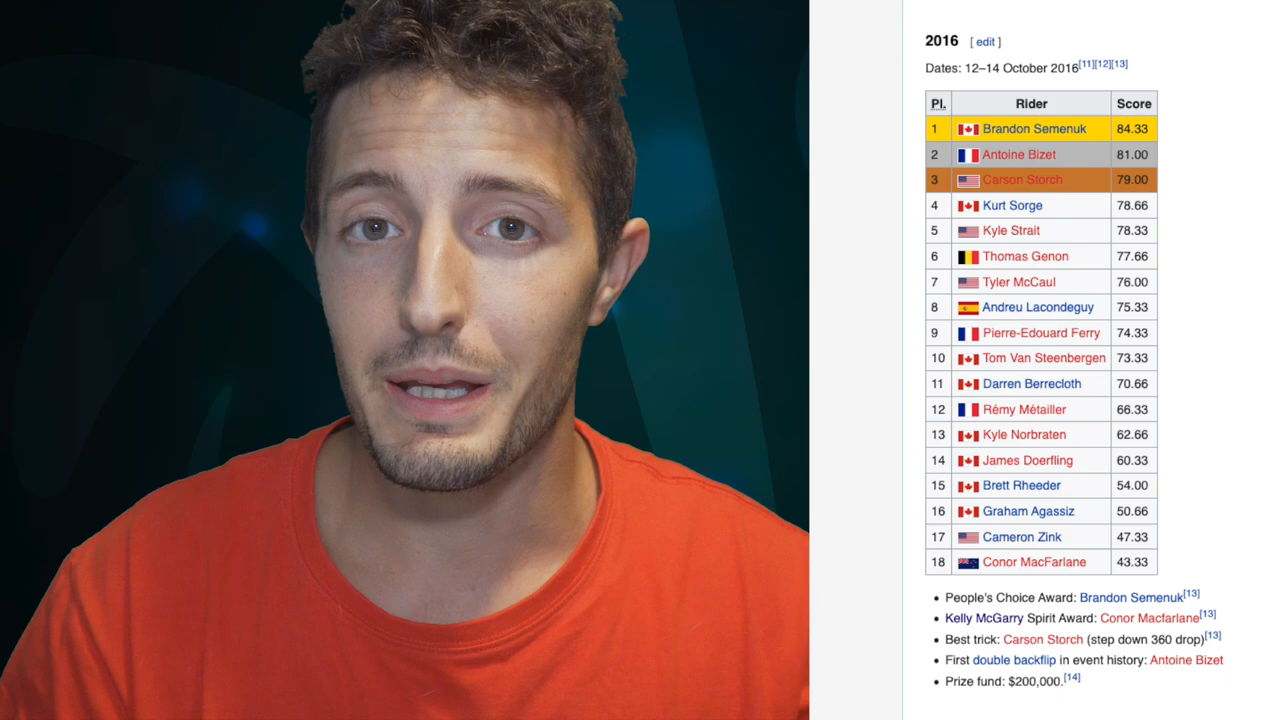 2016 [ edit ]
Dates: 12–14 October 2016[11][12][13]
Pl. Rider Score
1 Brandon Semenuk 84.33
2 Antoine Bizet 81.00
3 Carson Storch 79.00
4 Kurt Sorge 78.66
5 Kyle Strait 78.33
6 Thomas Genon 77.66
7 Tyler McCaul 76.00
8 Andreu Lacondeguy 75.33
9 Pierre-Edouard Ferry 74.33
10 Tom Van Steenbergen 73.33
11 Darren Berrecloth 70.66
12 Rémy Métailler 66.33
13 Kyle Norbraten 62.66
14 James Doerfling 60.33
15 Brett Rheeder 54.00
16 Graham Agassiz 50.66
17 Cameron Zink 47.33
18 Conor MacFarlane 43.33
• People's Choice Award: Brandon Semenuk[13]
• Kelly McGarry Spirit Award: Conor Macfarlane[13]
• Best trick: Carson Storch (step down 360 drop)[13]
• First double backflip in event history: Antoine Bizet
• Prize fund: $200,000.[14]